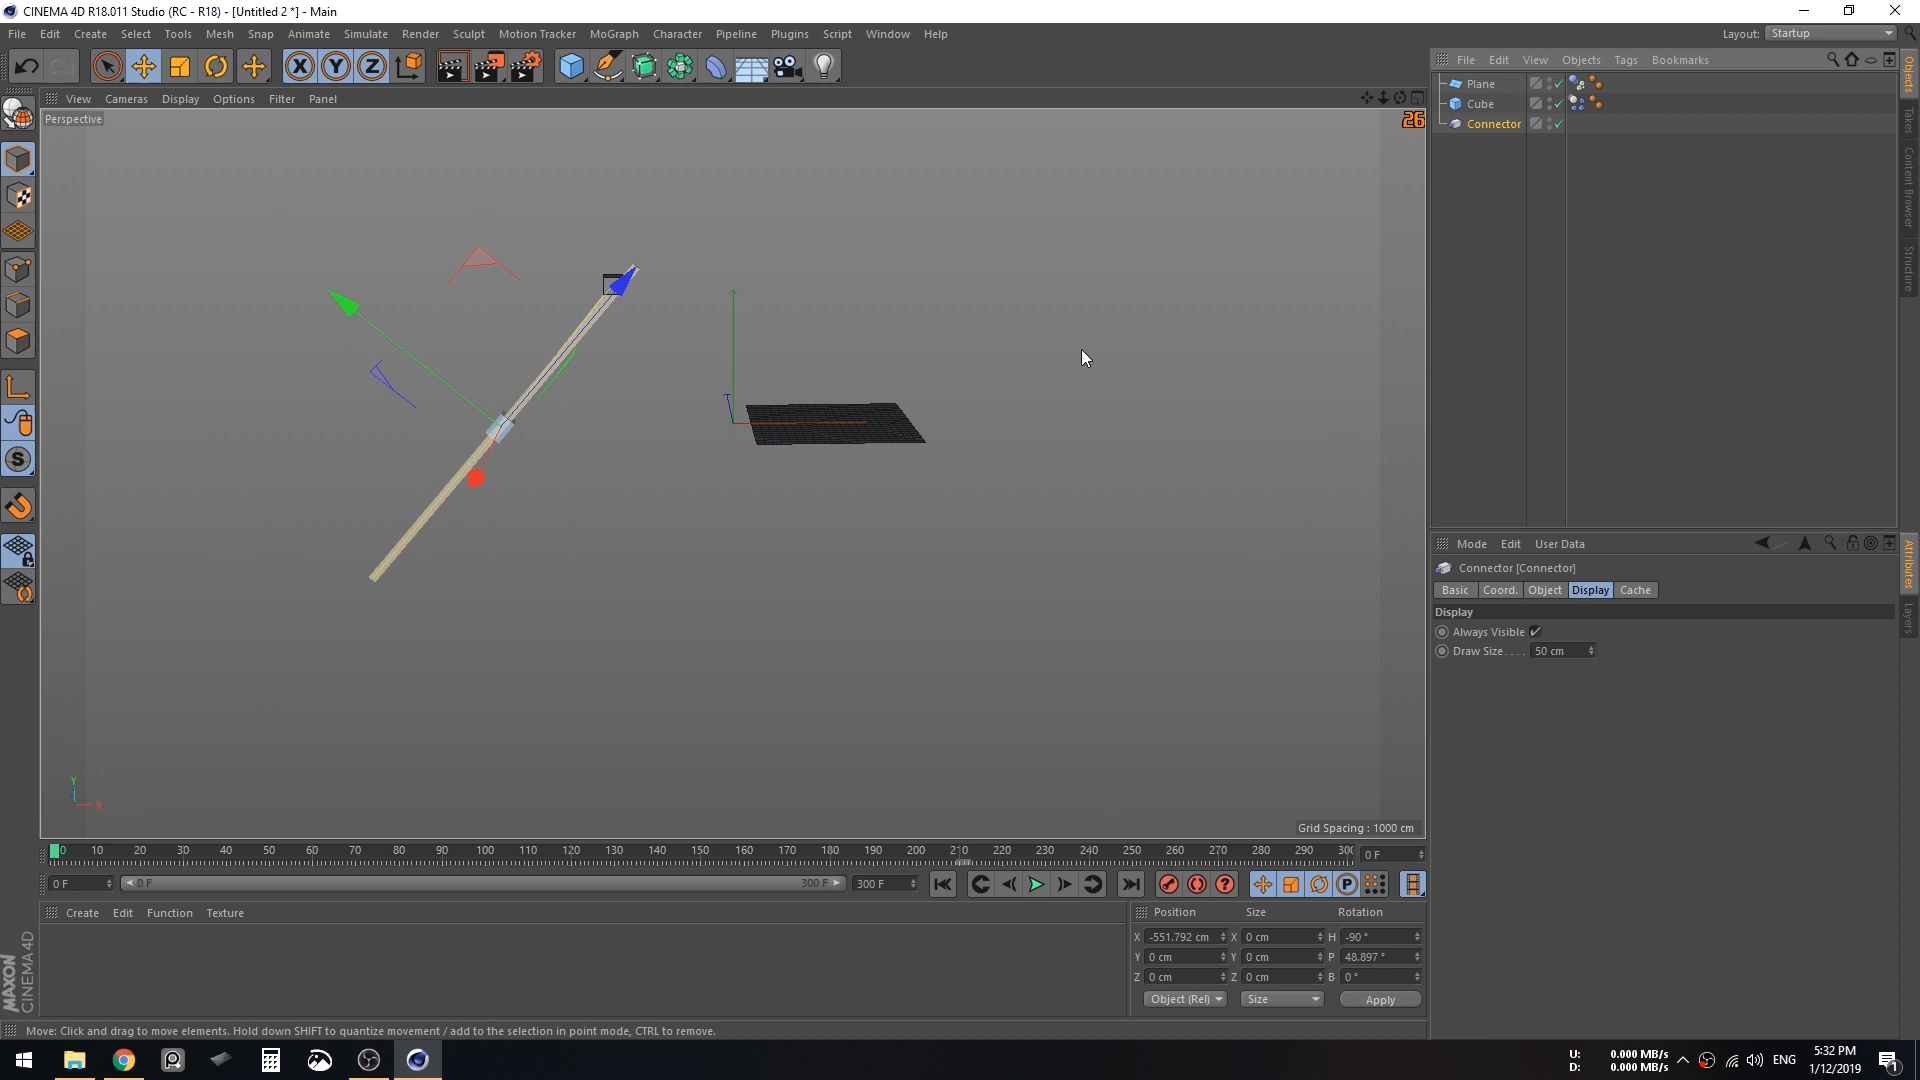 CINEMA 4D R18.011 Studio (RC - R18) - [Untitled 2 *] - Main
File Edit Create Select Tools Mesh Snap Animate Simulate Render Sculpt Motion Tracker MoGraph Character Pipeline Plugins Script Window Help
Layout: Startup
File Edit View Objects Tags Bookmarks
View Cameras Display Options Filter Panel
Perspective
26
Plane
Cube
Connector
Objects
Takes
Content Browser
Structure
Mode Edit User Data
Connector [Connector]
Basic Coord. Object Display Cache
Display
Always Visible
Draw Size. . . . 50 cm
Attributes
Layers
Y
X
Grid Spacing : 1000 cm
0 10 20 30 40 50 60 70 80 90 100 110 120 130 140 150 160 170 180 190 200 210 220 230 240 250 260 270 280 290 300
0 F
0 F 0 F 300 F 300 F
Create Edit Function Texture
Position Size Rotation
X -551.792 cm X 0 cm H -90 °
Y 0 cm Y 0 cm P 48.897 °
Z 0 cm Z 0 cm B 0 °
Object (Rel) Size Apply
MAXON CINEMA 4D
Move: Click and drag to move elements. Hold down SHIFT to quantize movement / add to the selection in point mode, CTRL to remove.
U: 0.000 MB/s
D: 0.000 MB/s
ENG
5:32 PM
1/12/2019
1